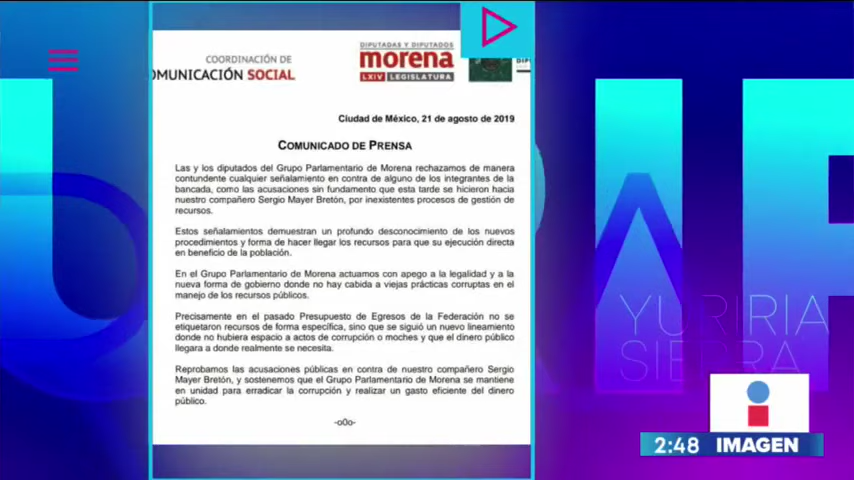 COORDINACIÓN DE
OMUNICACIÓN SOCIAL
DIPUTADAS Y DIPUTADOS
morena
LXIV LEGISLATURA
Ciudad de México, 21 de agosto de 2019
COMUNICADO DE PRENSA
Las y los diputados del Grupo Parlamentario de Morena rechazamos de manera
contundente cualquier señalamiento en contra de alguno de los integrantes de la
bancada, como las acusaciones sin fundamento que esta tarde se hicieron hacia
nuestro compañero Sergio Mayer Bretón, por inexistentes procesos de gestión de
recursos.
Estos señalamientos demuestran un profundo desconocimiento de los nuevos
procedimientos y forma de hacer llegar los recursos para que su ejecución directa
en beneficio de la población.
En el Grupo Parlamentario de Morena actuamos con apego a la legalidad y a la
nueva forma de gobierno donde no hay cabida a viejas prácticas corruptas en el
manejo de los recursos públicos.
Precisamente en el pasado Presupuesto de Egresos de la Federación no se
etiquetaron recursos de forma específica, sino que se siguió un nuevo lineamiento
donde no hubiera espacio a actos de corrupción o moches y que el dinero público
llegara a donde realmente se necesita.
Reprobamos las acusaciones públicas en contra de nuestro compañero Sergio
Mayer Bretón, y sostenemos que el Grupo Parlamentario de Morena se mantiene
en unidad para erradicar la corrupción y realizar un gasto eficiente del dinero
público.
-o0o-
YURIRIA
SIERRA
2:48 IMAGEN